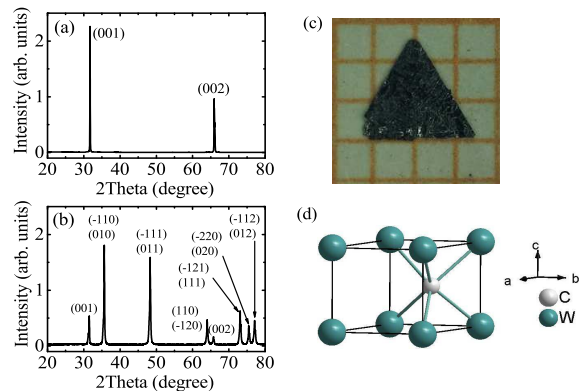 (a)
(001)
(002)
Intensity (arb. units)
2
1
0
20 30 40 50 60 70 80
2Theta (degree)
(b)
(-110)
(010)
(-111)
(011)
(-112)
(012)
(-220)
(020)
(-121)
(111)
(001)
(110)
(-120)
(002)
Intensity (arb. units)
2
1
0
20 30 40 50 60 70 80
2Theta (degree)
(c)
(d)
c
a
b
C
W